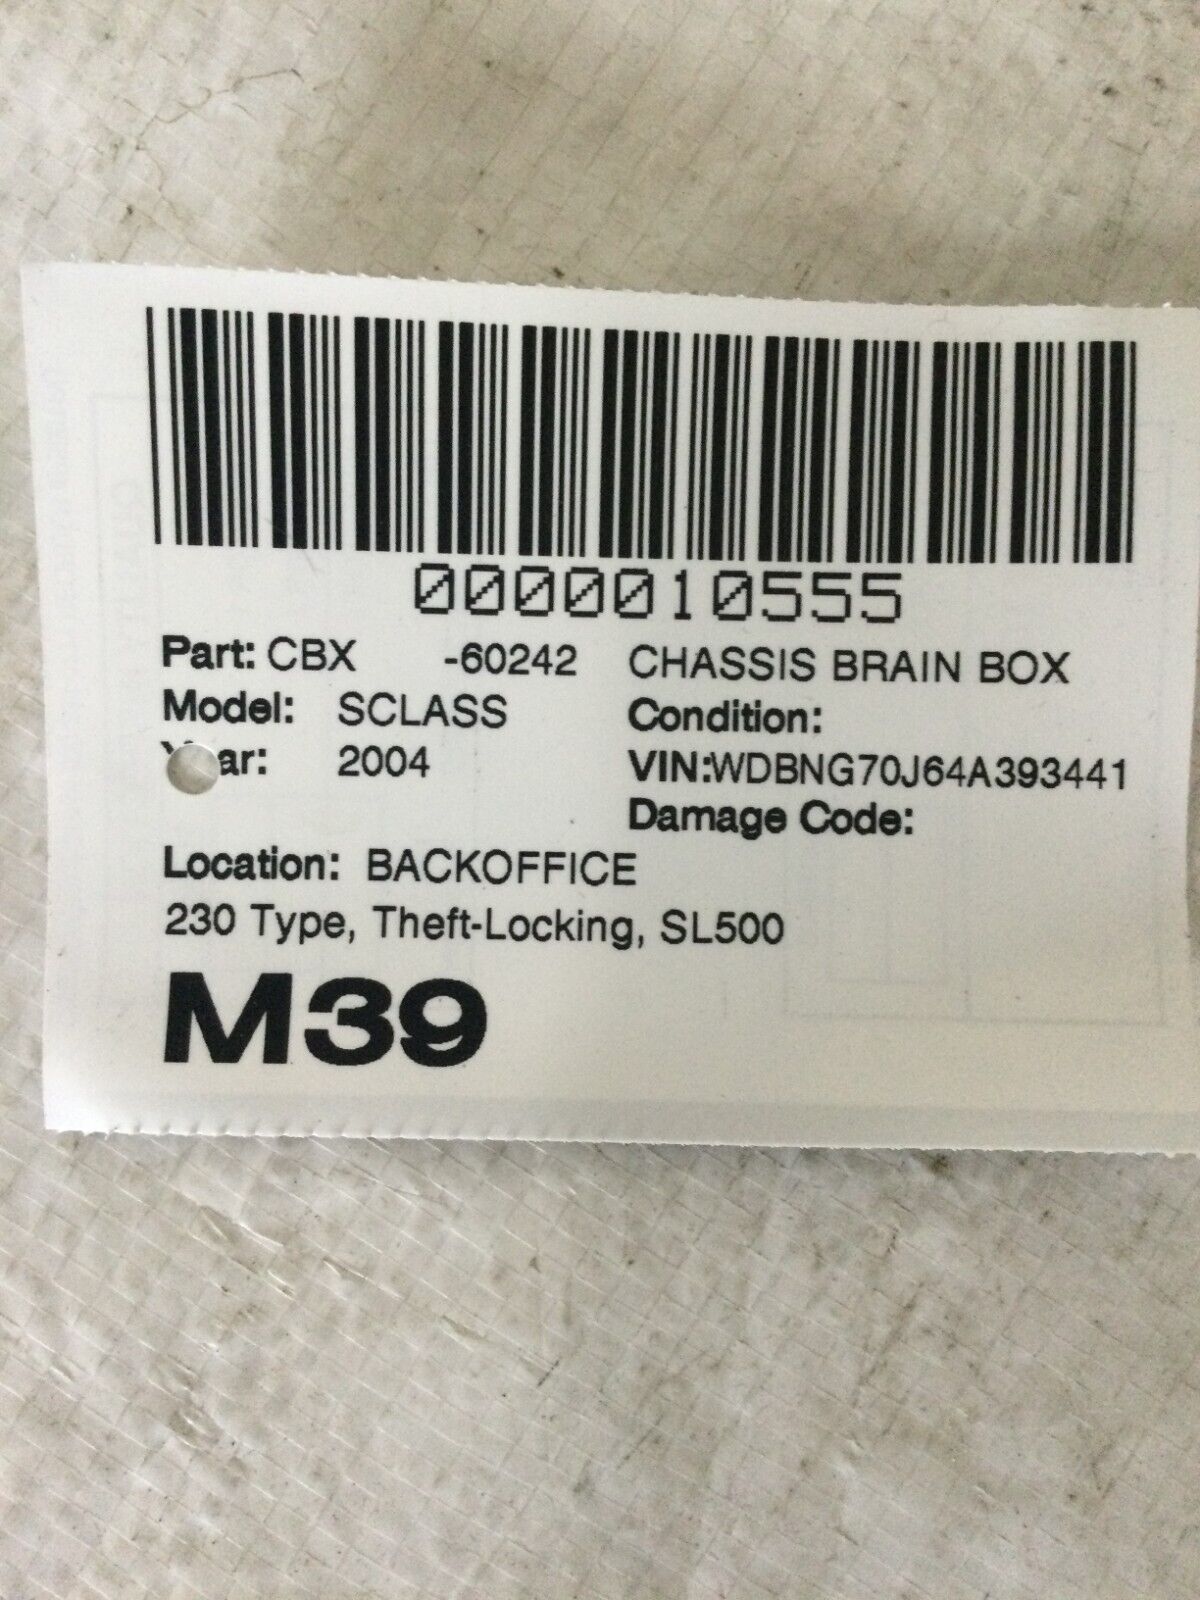 0000010555
Part: CBX -60242 CHASSIS BRAIN BOX
Model: SCLASS Condition:
2004 VIN:WDBNG70J64A393441
Damage Code:
Location: BACKOFFICE
230 Type, Theft-Locking, SL500
M39